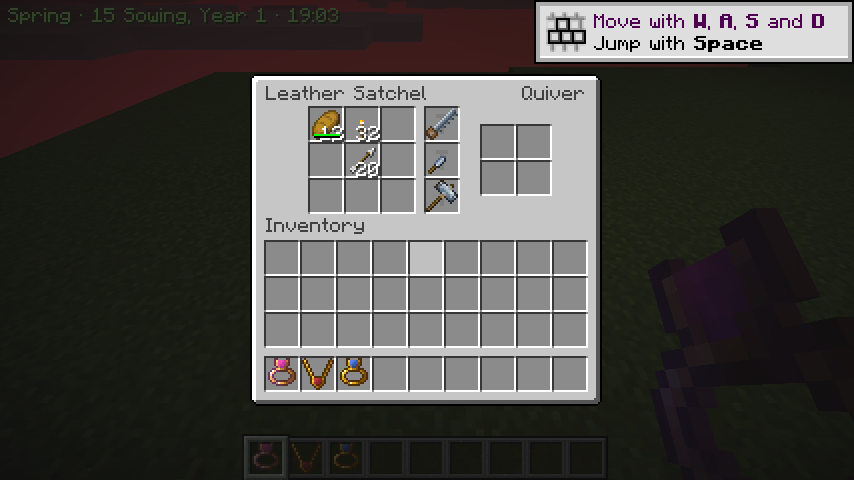 Spring · 15 Sowing, Year 1 · 19:03
Move with W, A, S and D
Jump with Space
Leather Satchel
Quiver
12
32
20
Inventory